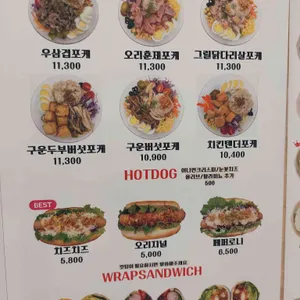 우삼겹포케 오리훈제포케 그릴닭다리살포케
11,300 11,300 11,300
구운두부버섯포케 구운버섯포케 치킨텐더포케
11,300 10,900 10,400
HOTDOG
추가
500
BEST
치즈치즈 오리지널 페퍼로니
5,800 5,000 6,500
WRAPSANDWICH